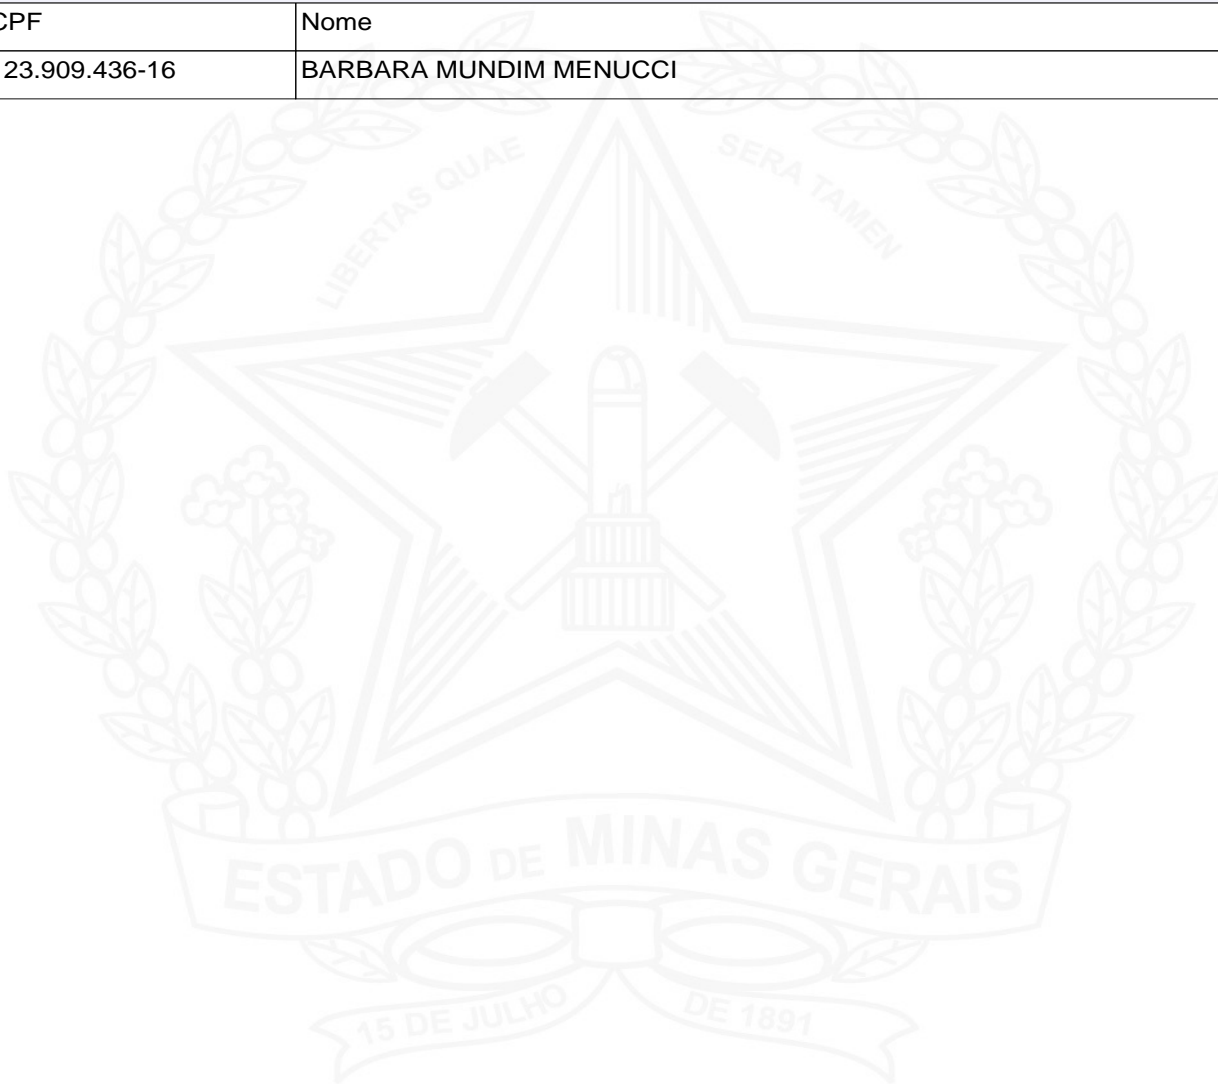 CPF Nome
23.909.436-16 BARBARA MUNDIM MENUCCI
LIBERTAS QUAE SERA TAMEN
ESTADO DE MINAS GERAIS
15 DE JULHO DE 1891